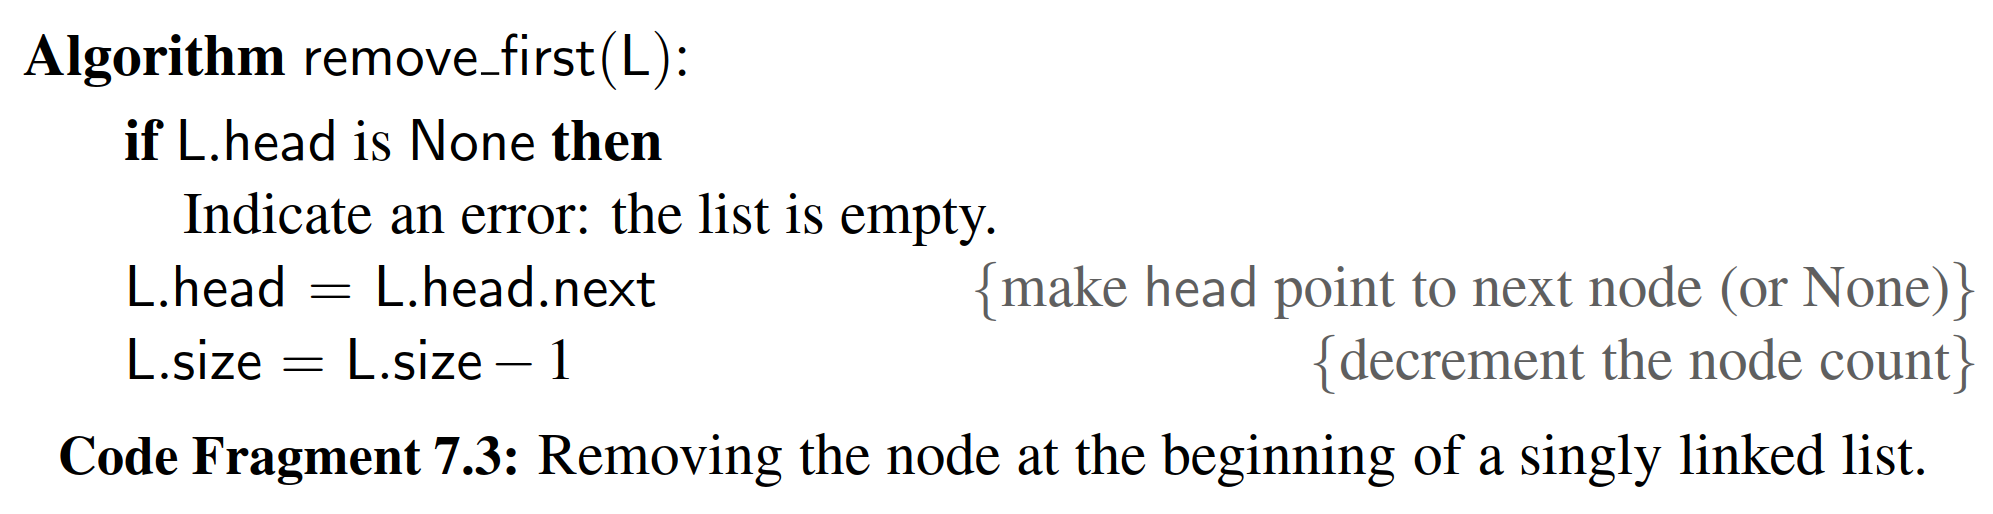 Algorithm remove_first(L):
if L.head is None then
Indicate an error: the list is empty.
L.head = L.head.next {make head point to next node (or None)}
L.size = L.size − 1 {decrement the node count}
Code Fragment 7.3: Removing the node at the beginning of a singly linked list.